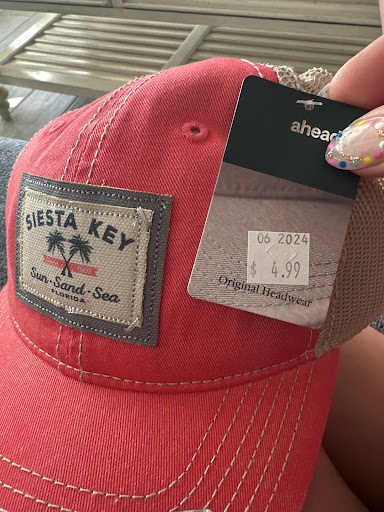 SIESTA KEY
Sun • Sand • Sea
FLORIDA
ahead
06 2024
$ 4.99
Original Headwear